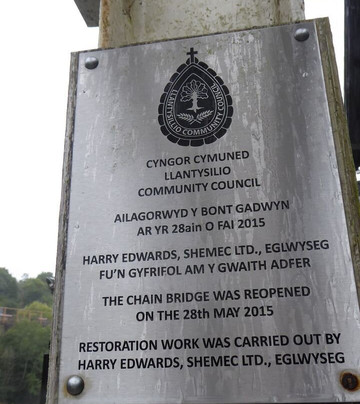 LLANTYSILIO COMMUNITY COUNCIL
CYNGOR CYMUNED
LLANTYSILIO
COMMUNITY COUNCIL
AILAGORWYD Y BONT GADWYN
AR YR 28ain O FAI 2015
HARRY EDWARDS, SHEMEC LTD., EGLWYSEG
FU'N GYFRIFOL AM Y GWAITH ADFER
THE CHAIN BRIDGE WAS REOPENED
ON THE 28th MAY 2015
RESTORATION WORK WAS CARRIED OUT BY
HARRY EDWARDS, SHEMEC LTD., EGLWYSEG